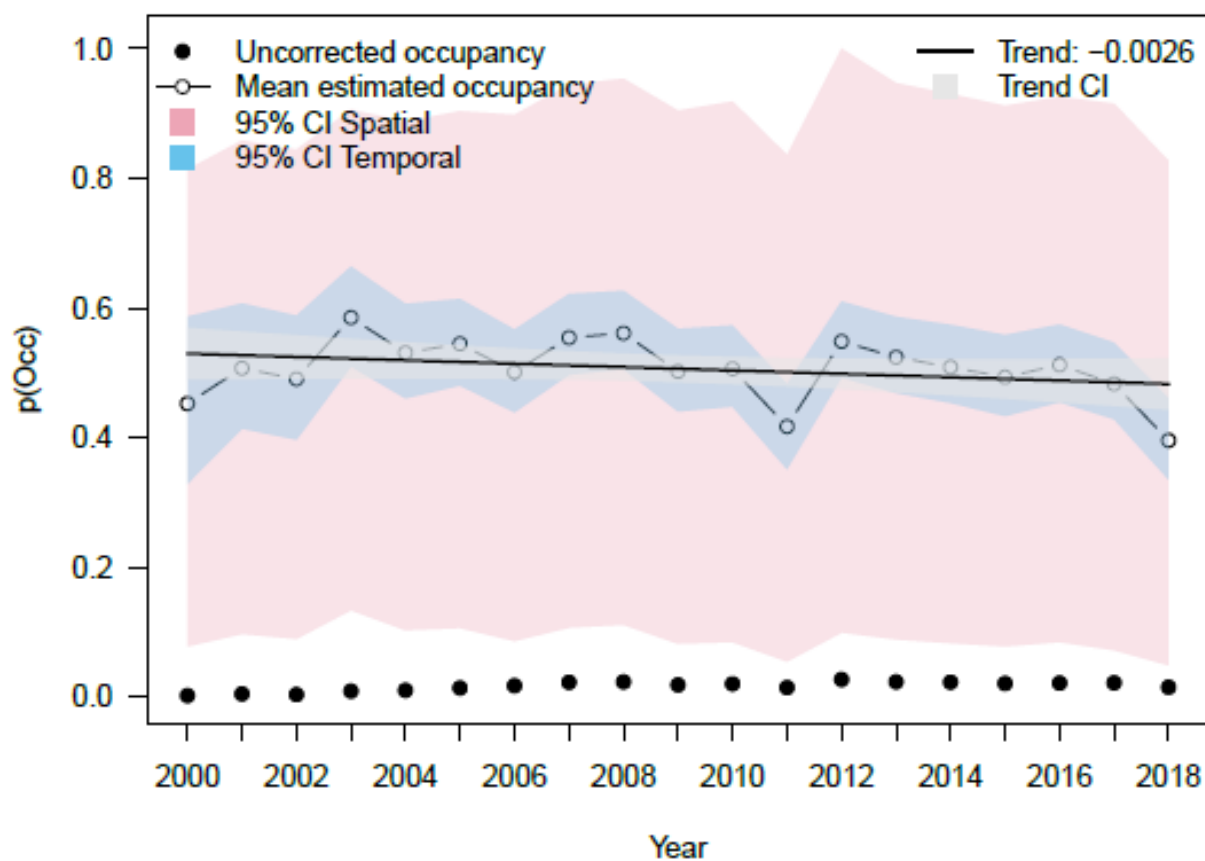 Uncorrected occupancy
Mean estimated occupancy
95% CI Spatial
95% CI Temporal
Trend: −0.0026
Trend CI
1.0
0.8
0.6
0.4
0.2
0.0
p(Occ)
2000 2002 2004 2006 2008 2010 2012 2014 2016 2018
Year